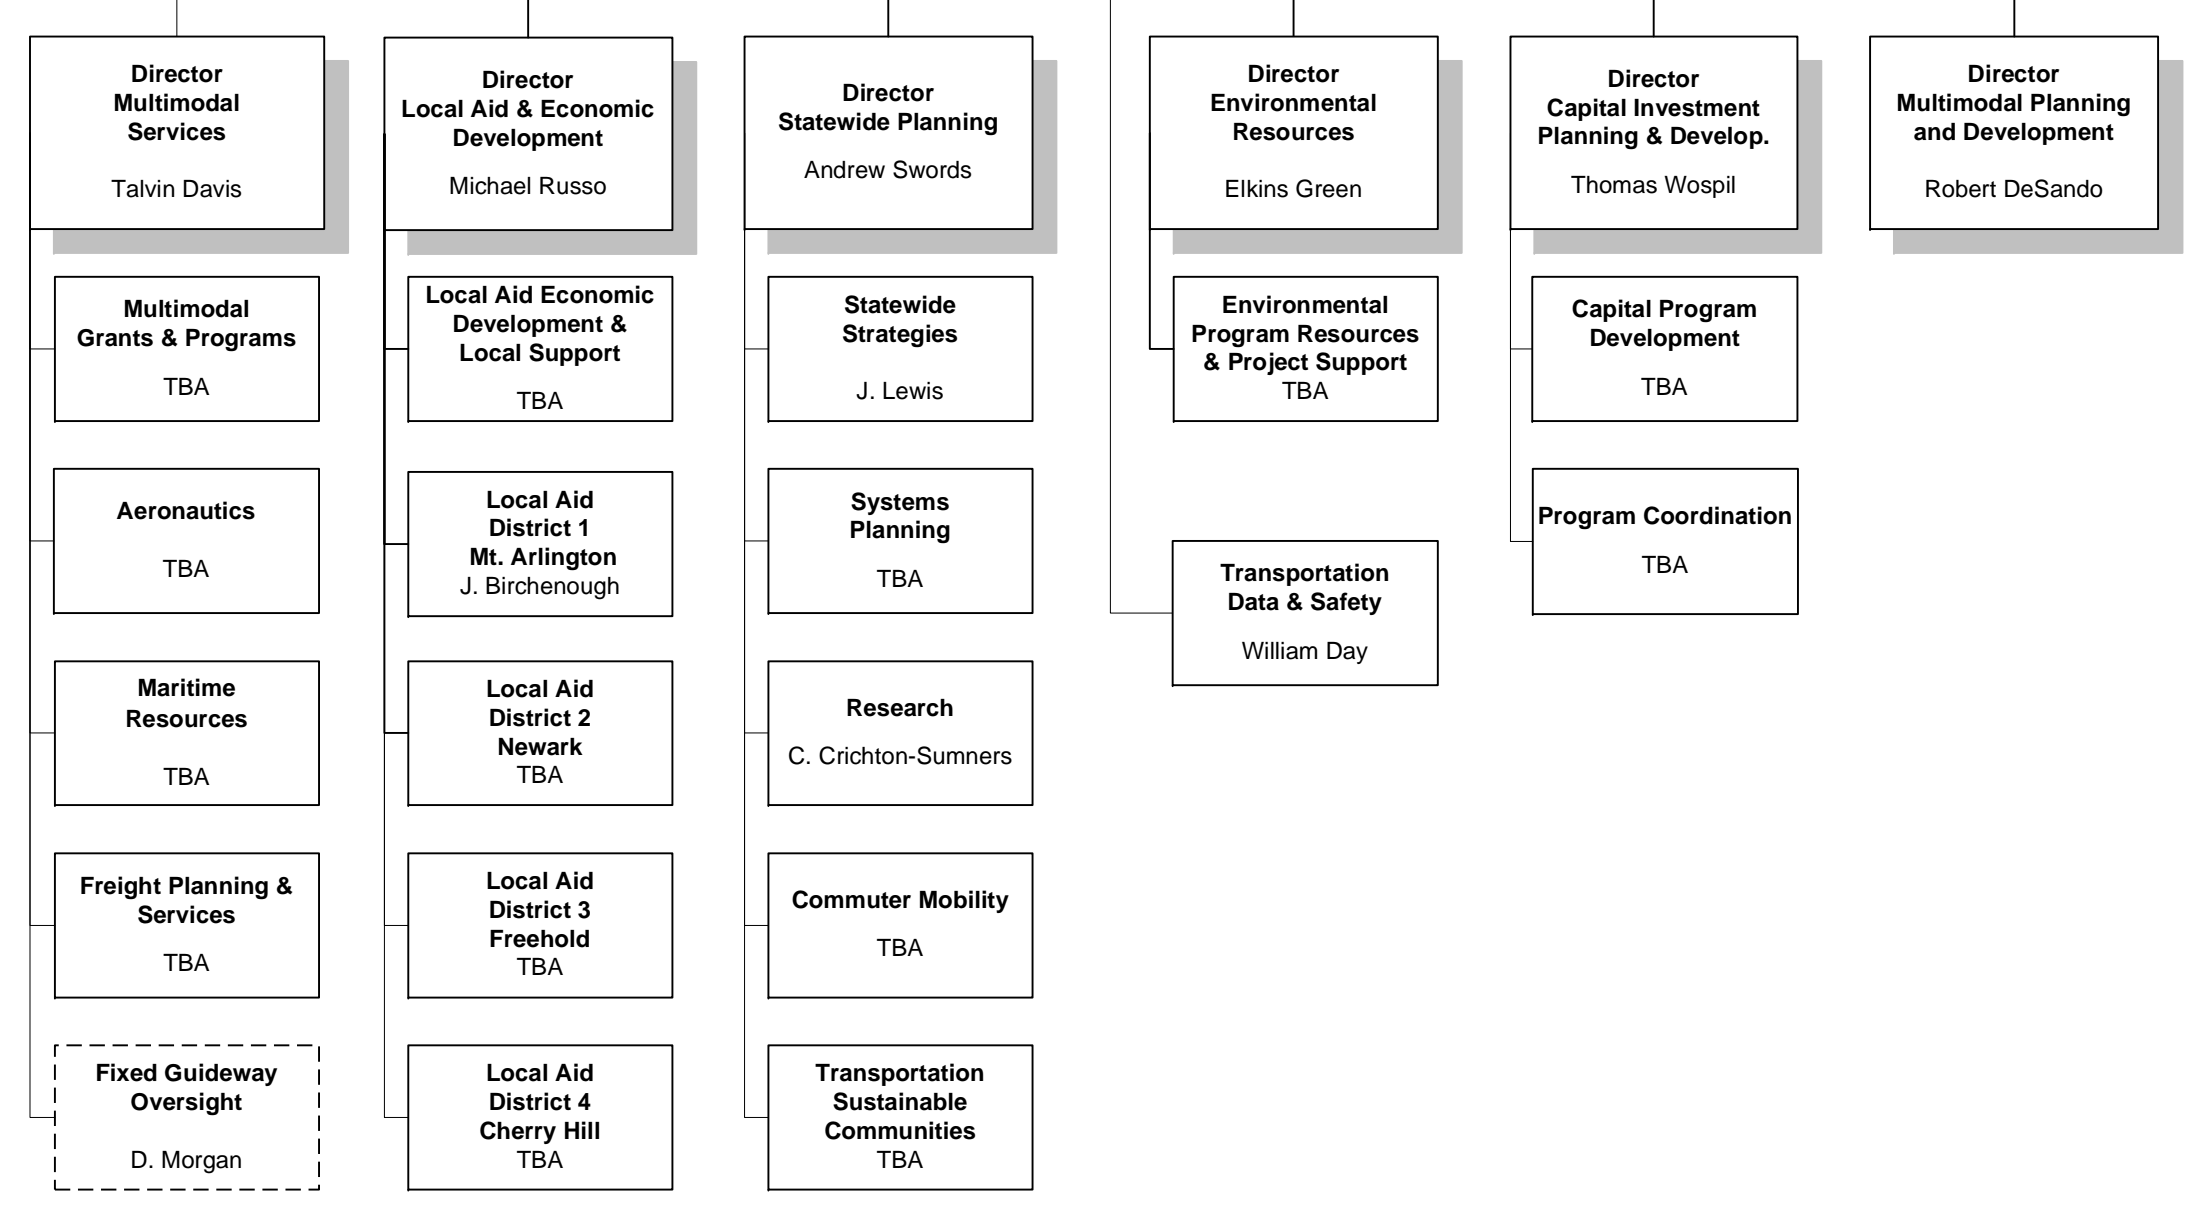 Director
Multimodal
Services
Talvin Davis
Multimodal
Grants & Programs
TBA
Aeronautics
TBA
Maritime
Resources
TBA
Freight Planning &
Services
TBA
Fixed Guideway
Oversight
D. Morgan
Director
Local Aid & Economic
Development
Michael Russo
Local Aid Economic
Development &
Local Support
TBA
Local Aid
District 1
Mt. Arlington
J. Birchenough
Local Aid
District 2
Newark
TBA
Local Aid
District 3
Freehold
TBA
Local Aid
District 4
Cherry Hill
TBA
Director
Statewide Planning
Andrew Swords
Statewide
Strategies
J. Lewis
Systems
Planning
TBA
Research
C. Crichton-Sumners
Commuter Mobility
TBA
Transportation
Sustainable
Communities
TBA
Director
Environmental
Resources
Elkins Green
Environmental
Program Resources
& Project Support
TBA
Transportation
Data & Safety
William Day
Director
Capital Investment
Planning & Develop.
Thomas Wospil
Capital Program
Development
TBA
Program Coordination
TBA
Director
Multimodal Planning
and Development
Robert DeSando